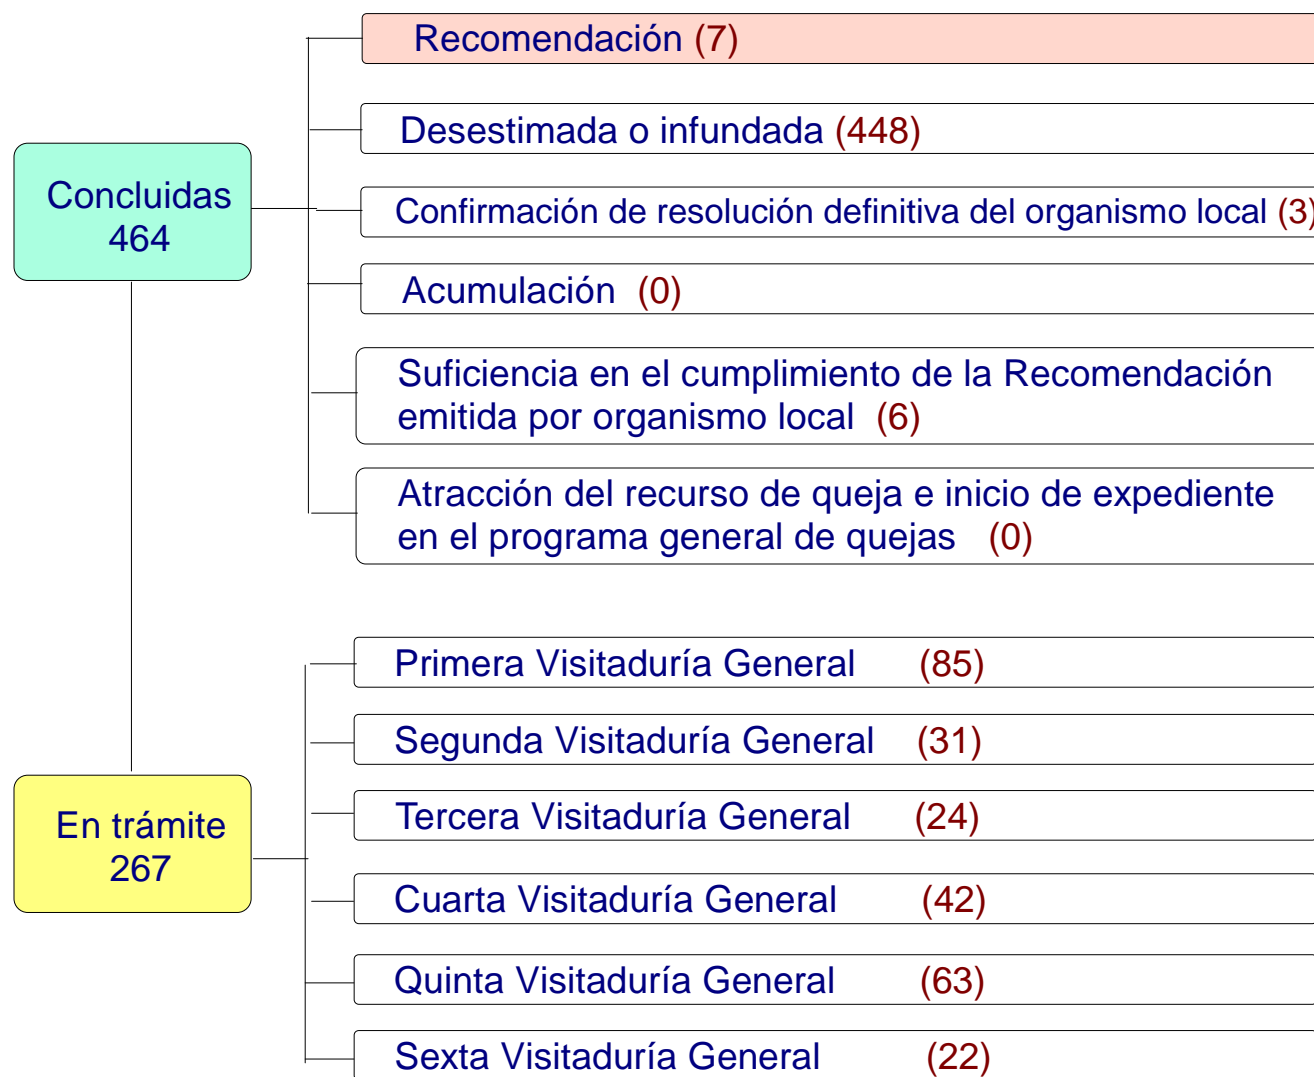 Recomendación (7)
Desestimada o infundada (448)
Concluidas
464
Confirmación de resolución definitiva del organismo local (3)
Acumulación (0)
Suficiencia en el cumplimiento de la Recomendación
emitida por organismo local (6)
Atracción del recurso de queja e inicio de expediente
en el programa general de quejas (0)
Primera Visitaduría General (85)
Segunda Visitaduría General (31)
En trámite
267
Tercera Visitaduría General (24)
Cuarta Visitaduría General (42)
Quinta Visitaduría General (63)
Sexta Visitaduría General (22)